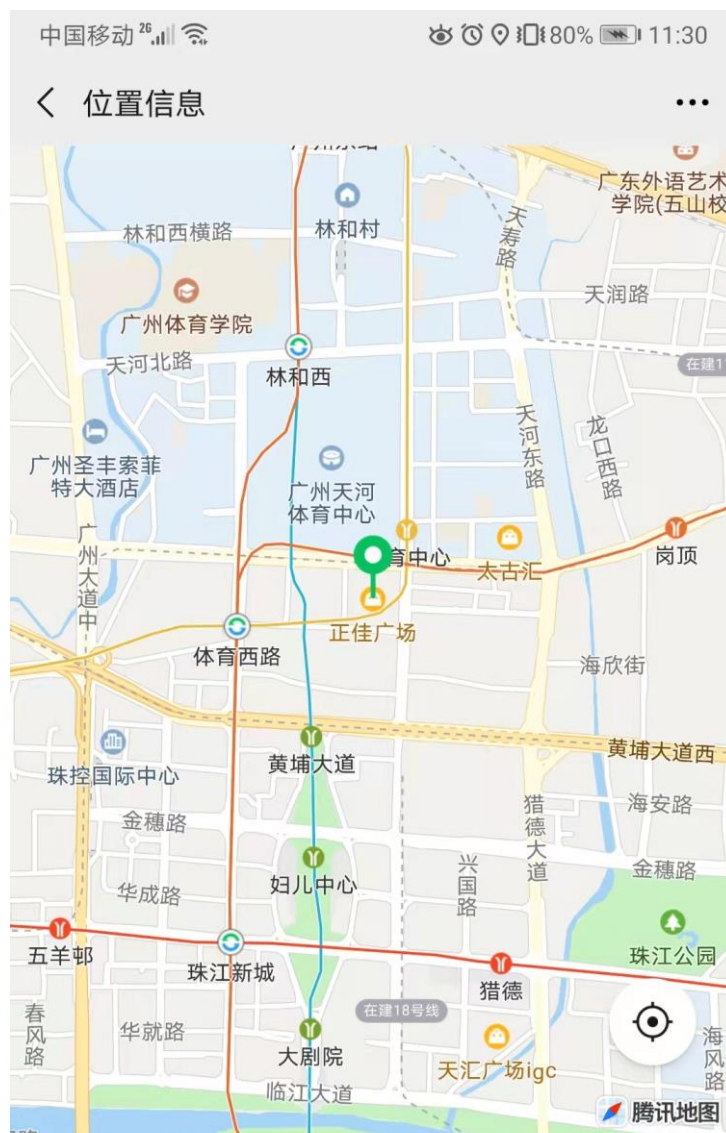 中国移动 2G
80% 11:30
位置信息
广东外语艺术
学院(五山校
林和西横路
林和村
天寿路
天润路
广州体育学院
天河北路
林和西
在建1
广州圣丰索菲
特大酒店
广州天河
体育中心
天河东路
龙口西路
广州大道中
育中心
太古汇
岗顶
正佳广场
体育西路
海欣街
黄埔大道
黄埔大道西
珠控国际中心
金穗路
妇儿中心
猎德大道
海安路
兴国路
金穗路
华成路
五羊邨
珠江新城
猎德
珠江公园
春风路
华就路
在建18号线
大剧院
天汇广场igc
海风路
临江大道
腾讯地图